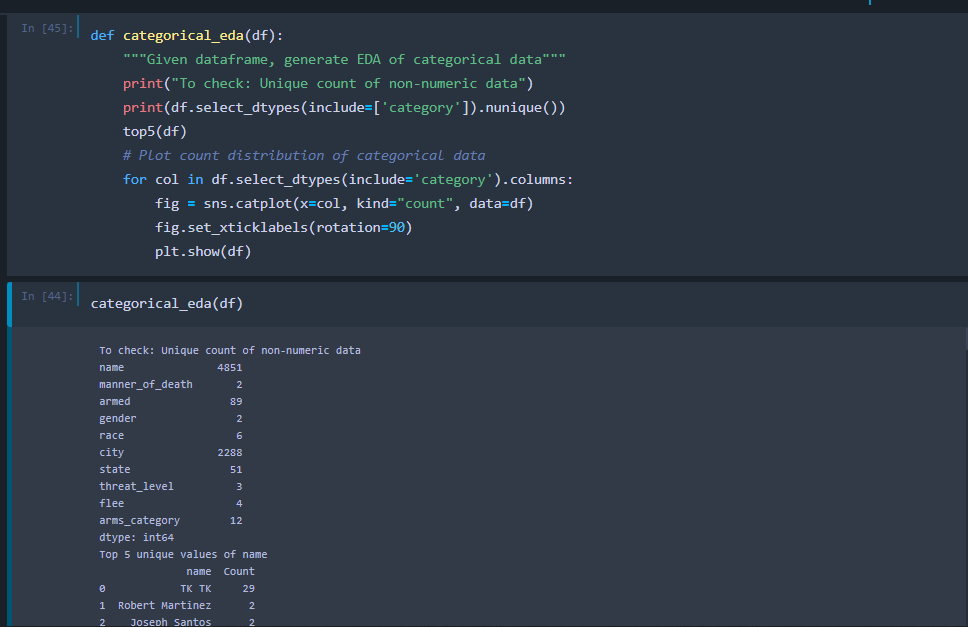 In [45]:
def categorical_eda(df):
    """Given dataframe, generate EDA of categorical data"""
    print("To check: Unique count of non-numeric data")
    print(df.select_dtypes(include=['category']).nunique())
    top5(df)
    # Plot count distribution of categorical data
    for col in df.select_dtypes(include='category').columns:
        fig = sns.catplot(x=col, kind="count", data=df)
        fig.set_xticklabels(rotation=90)
        plt.show(df)
In [44]:
categorical_eda(df)
To check: Unique count of non-numeric data
name 4851
manner_of_death 2
armed 89
gender 2
race 6
city 2288
state 51
threat_level 3
flee 4
arms_category 12
dtype: int64
Top 5 unique values of name
name Count
0 TK TK 29
1 Robert Martinez 2
2 Joseph Santos 2